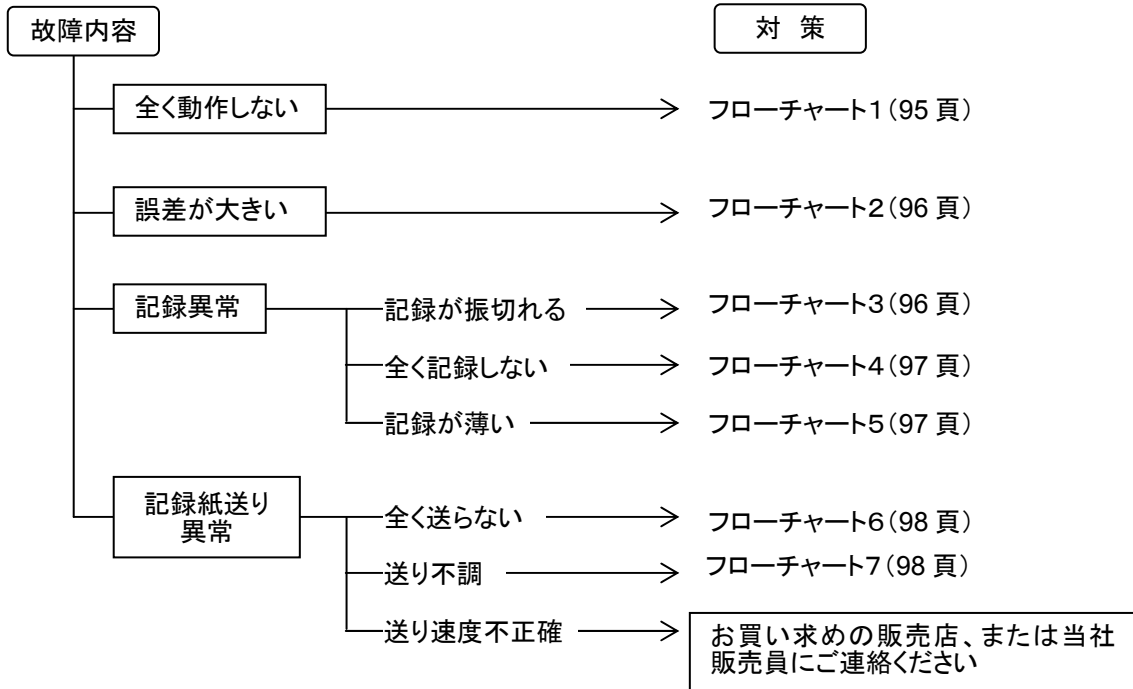 故障内容
対 策
全く動作しない
フローチャート1(95 頁)
誤差が大きい
フローチャート2(96 頁)
記録異常
記録が振切れる
フローチャート3(96 頁)
全く記録しない
フローチャート4(97 頁)
記録が薄い
フローチャート5(97 頁)
記録紙送り
異常
全く送らない
フローチャート6(98 頁)
送り不調
フローチャート7(98 頁)
送り速度不正確
お買い求めの販売店、または当社
販売員にご連絡ください